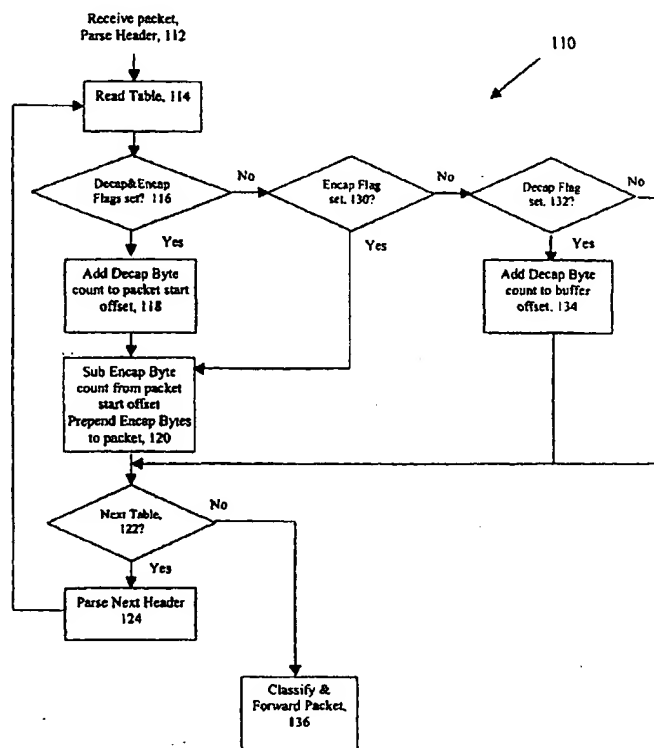 Receive packet,
Parse Header, 112
110
Read Table, 114
Decap&Encap
Flags set? 116
No
Encap Flag
set, 130?
No
Decap Flag
set, 132?
No
Yes
Yes
Yes
Add Decap Byte
count to packet start
offset, 118
Add Decap Byte
count to buffer
offset, 134
Sub Encap Byte
count from packet
start offset
Prepend Encap Bytes
to packet, 120
Next Table,
122?
No
Yes
Parse Next Header
124
Classify &
Forward Packet,
136